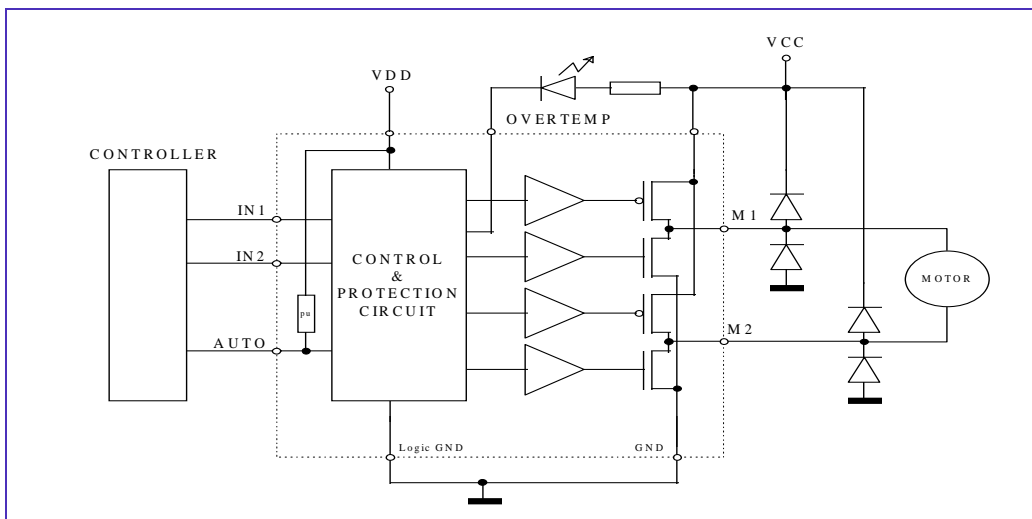 VCC
VDD
OVERTEMP
CONTROLLER
IN1
M1
IN2
CONTROL
&
PROTECTION
CIRCUIT
MOTOR
pu
AUTO
M2
Logic GND
GND